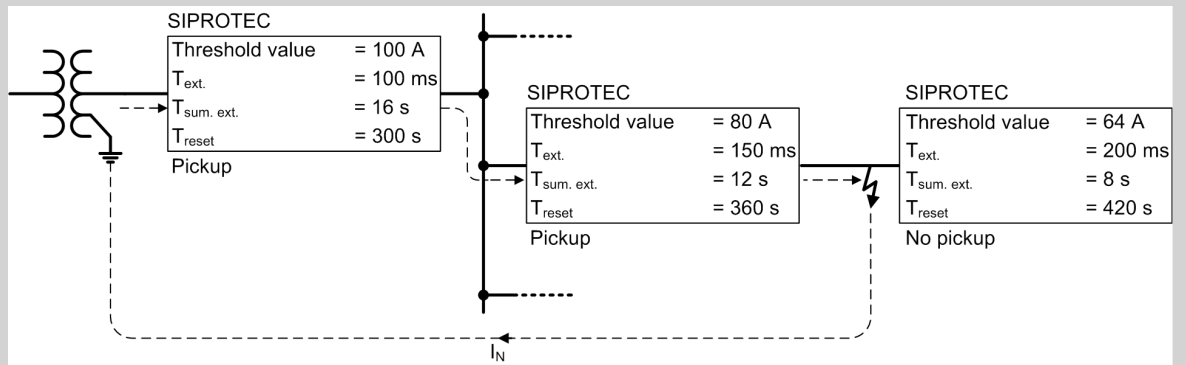 SIPROTEC
Threshold value = 100 A
Text. = 100 ms
Tsum. ext. = 16 s
Treset = 300 s
Pickup
SIPROTEC
Threshold value = 80 A
Text. = 150 ms
Tsum. ext. = 12 s
Treset = 360 s
Pickup
SIPROTEC
Threshold value = 64 A
Text. = 200 ms
Tsum. ext. = 8 s
Treset = 420 s
No pickup
IN